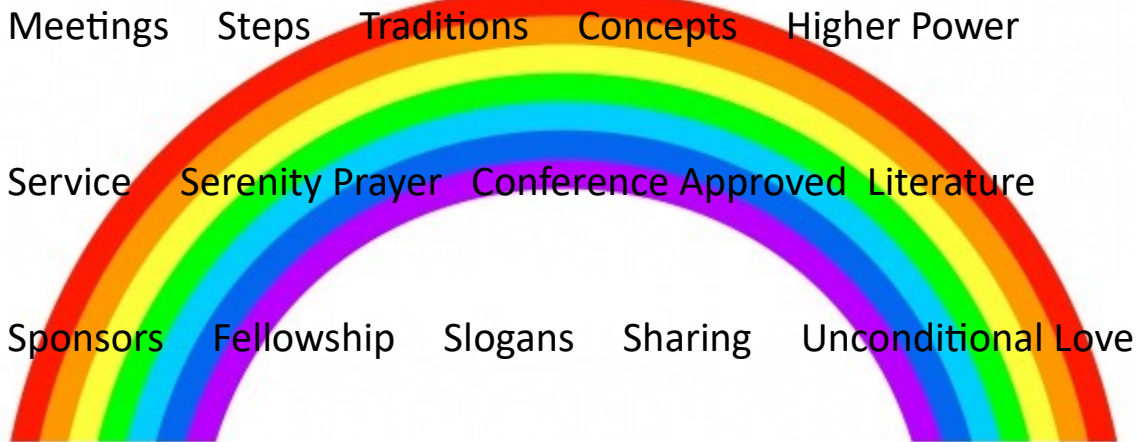 Meetings Steps Traditions Concepts Higher Power
Service Serenity Prayer Conference Approved Literature
Sponsors Fellowship Slogans Sharing Unconditional Love